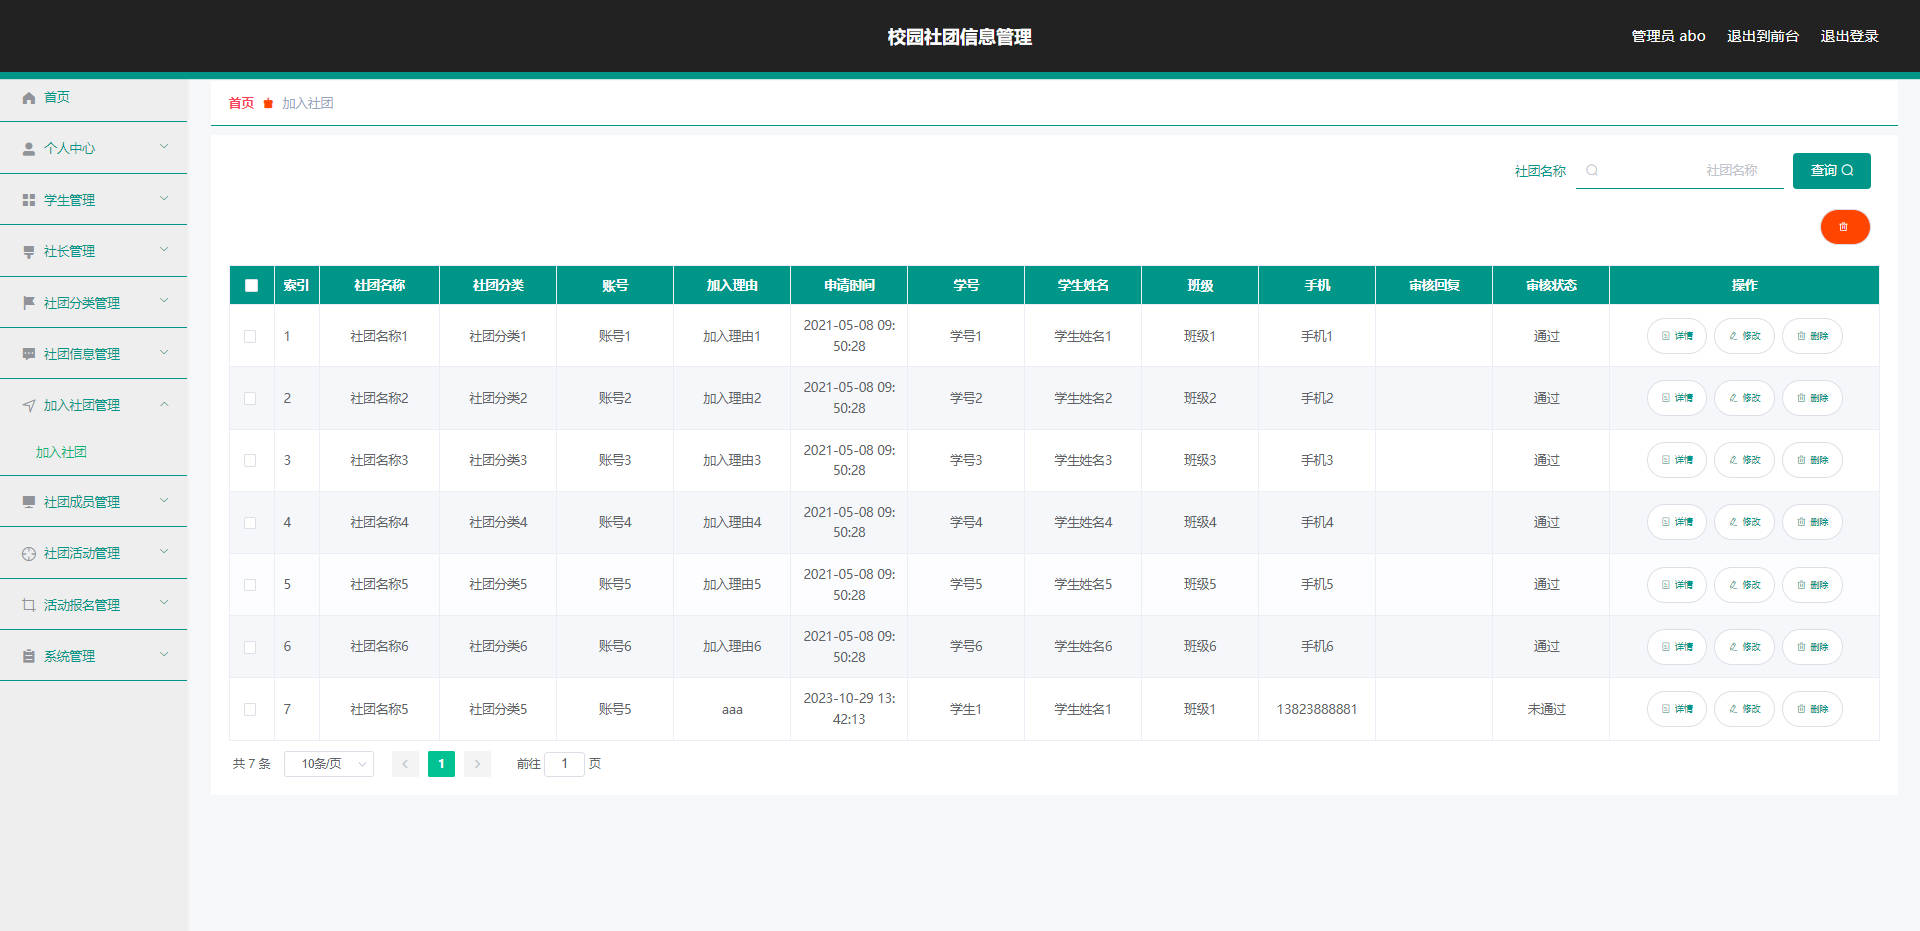 校园社团信息管理
管理员 abo 退出到前台 退出登录
首页
个人中心
学生管理
社长管理
社团分类管理
社团信息管理
加入社团管理
加入社团
社团成员管理
社团活动管理
活动报名管理
系统管理
首页 加入社团
社团名称 社团名称 查询
索引 社团名称 社团分类 账号 加入理由 申请时间 学号 学生姓名 班级 手机 审核回复 审核状态 操作
1 社团名称1 社团分类1 账号1 加入理由1 2021-05-08 09:50:28 学号1 学生姓名1 班级1 手机1 通过 详情 修改 删除
2 社团名称2 社团分类2 账号2 加入理由2 2021-05-08 09:50:28 学号2 学生姓名2 班级2 手机2 通过 详情 修改 删除
3 社团名称3 社团分类3 账号3 加入理由3 2021-05-08 09:50:28 学号3 学生姓名3 班级3 手机3 通过 详情 修改 删除
4 社团名称4 社团分类4 账号4 加入理由4 2021-05-08 09:50:28 学号4 学生姓名4 班级4 手机4 通过 详情 修改 删除
5 社团名称5 社团分类5 账号5 加入理由5 2021-05-08 09:50:28 学号5 学生姓名5 班级5 手机5 通过 详情 修改 删除
6 社团名称6 社团分类6 账号6 加入理由6 2021-05-08 09:50:28 学号6 学生姓名6 班级6 手机6 通过 详情 修改 删除
7 社团名称5 社团分类5 账号5 aaa 2023-10-29 13:42:13 学生1 学生姓名1 班级1 13823888881 未通过 详情 修改 删除
共 7 条 10条/页 1 前往 1 页